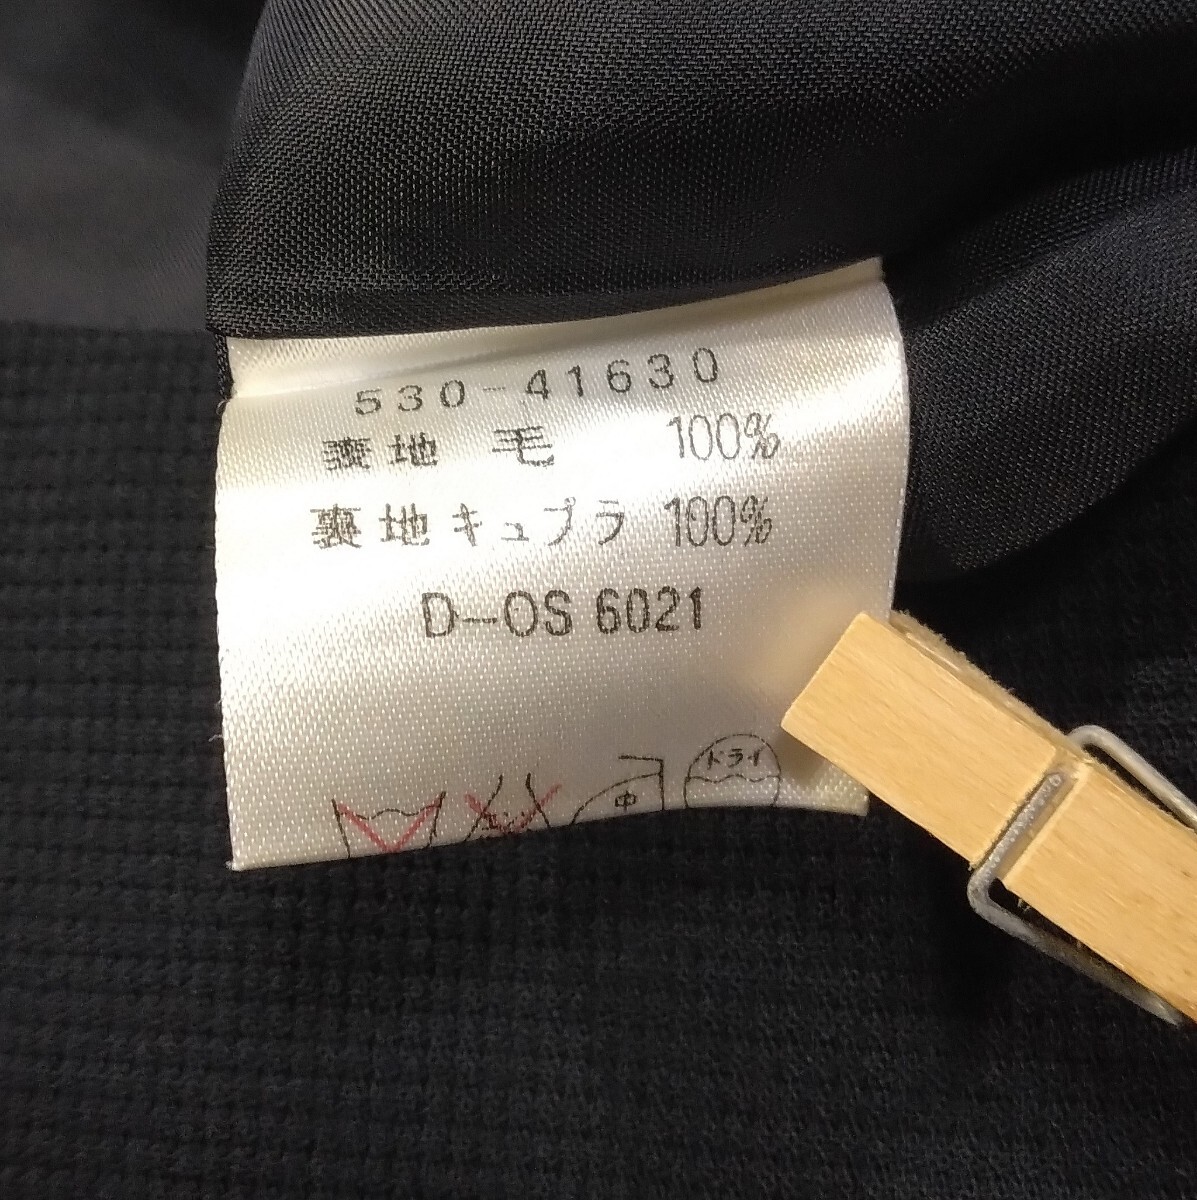 530-41630
表地 毛 100%
裏地 キュプラ 100%
D-OS 6021
中 ドライ